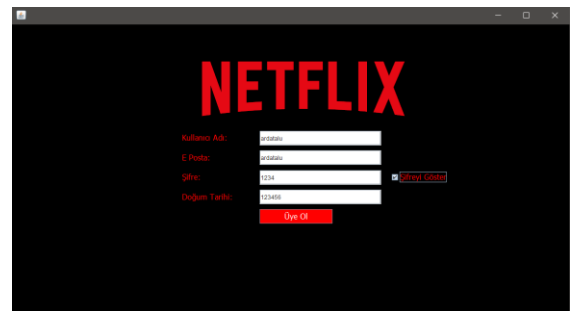 NETFLIX
Kullanıcı Adı: ardatalu
E Posta: ardatalu
Şifre: 1234 Şifreyi Göster
Doğum Tarihi: 123456
Üye Ol